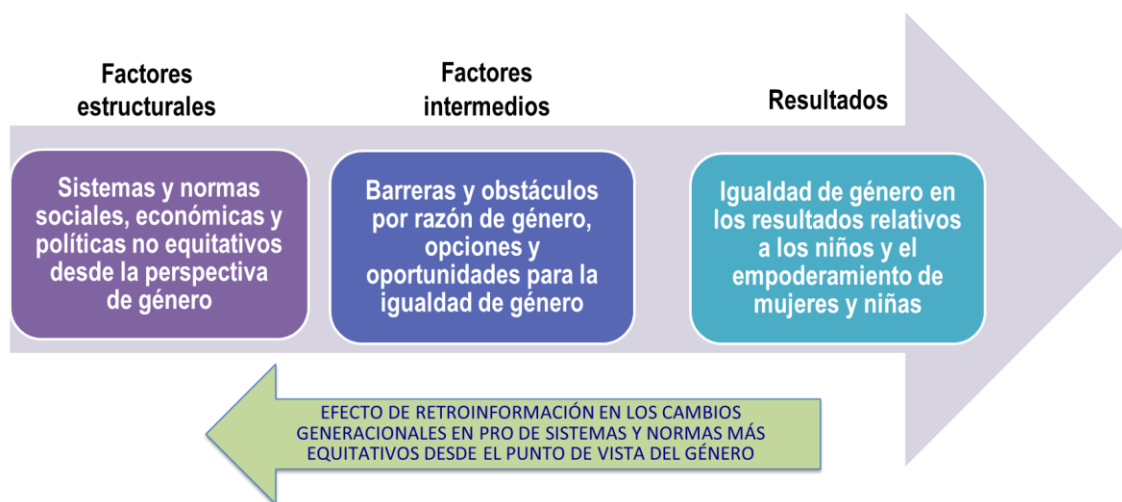 Factores
estructurales
Factores
intermedios
Resultados
Sistemas y normas
sociales, económicas y
políticas no equitativos
desde la perspectiva
de género
Barreras y obstáculos
por razón de género,
opciones y
oportunidades para la
igualdad de género
Igualdad de género en
los resultados relativos
a los niños y el
empoderamiento de
mujeres y niñas
EFECTO DE RETROINFORMACIÓN EN LOS CAMBIOS
GENERACIONALES EN PRO DE SISTEMAS Y NORMAS MÁS
EQUITATIVOS DESDE EL PUNTO DE VISTA DEL GÉNERO